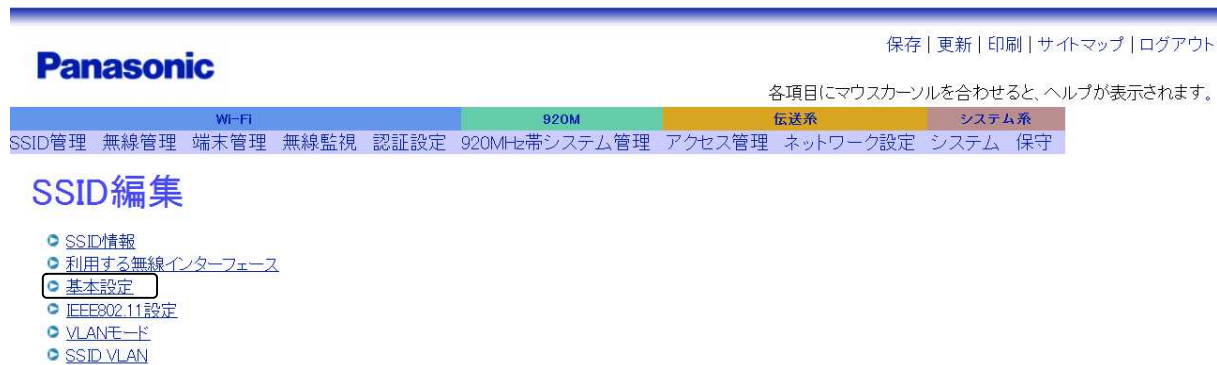 保存 | 更新 | 印刷 | サイトマップ | ログアウト
Panasonic
各項目にマウスカーソルを合わせると、ヘルプが表示されます。
Wi-Fi 920M 伝送系 システム系
SSID管理 無線管理 端末管理 無線監視 認証設定 920MHz帯システム管理 アクセス管理 ネットワーク設定 システム 保守
SSID編集
SSID情報
利用する無線インターフェース
基本設定
IEEE802.11設定
VLANモード
SSID VLAN